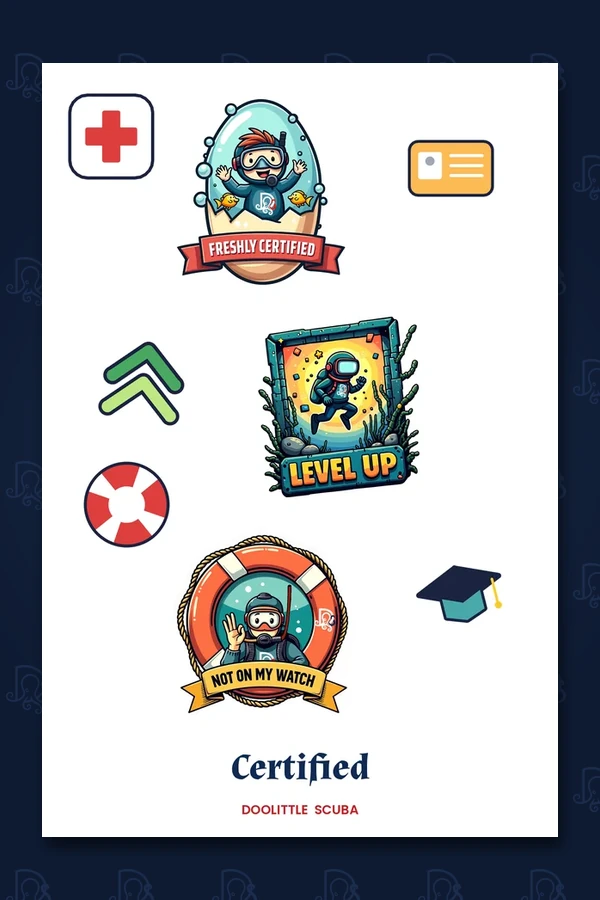 FRESHLY CERTIFIED
LEVEL UP
NOT ON MY WATCH
Certified
DOOLITTLE SCUBA